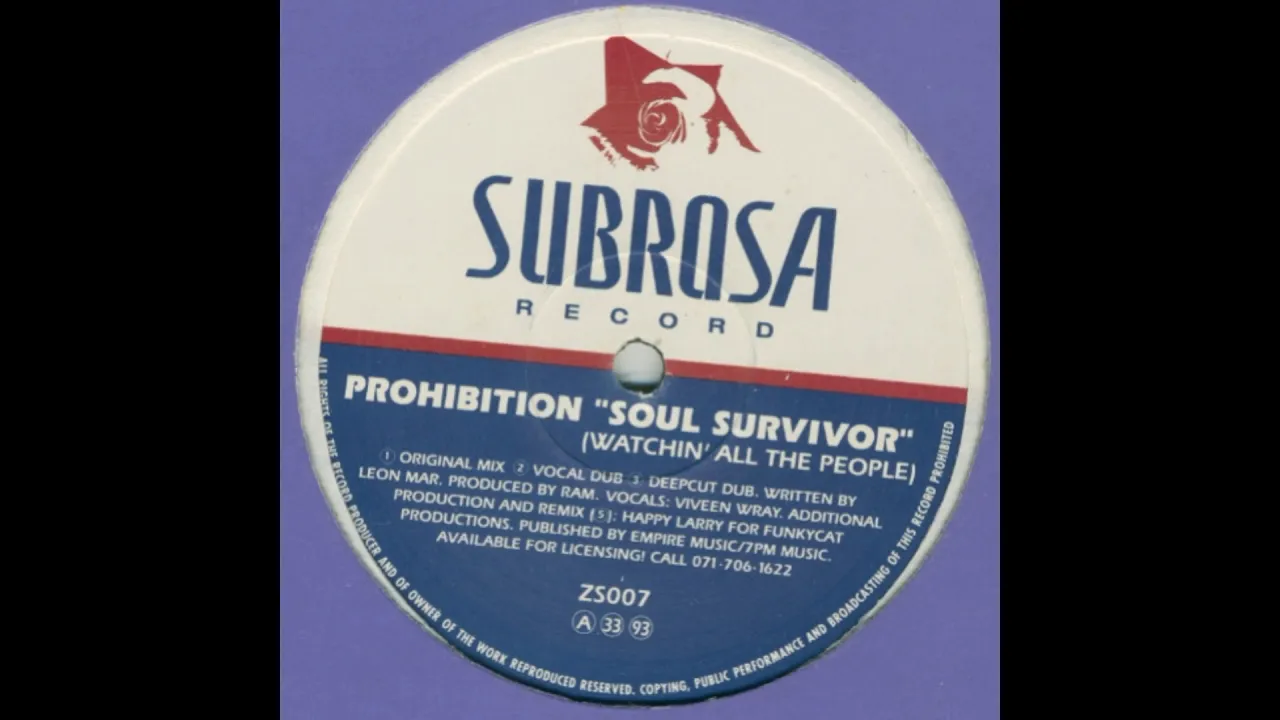 SUBROSA
RECORD
PROHIBITION "SOUL SURVIVOR"
(WATCHIN' ALL THE PEOPLE)
① ORIGINAL MIX ② VOCAL DUB ③ DEEPCUT DUB. WRITTEN BY
LEON MAR. PRODUCED BY RAM. VOCALS: VIVEEN WRAY. ADDITIONAL
PRODUCTION AND REMIX (⑤): HAPPY LARRY FOR FUNKYCAT
PRODUCTIONS. PUBLISHED BY EMPIRE MUSIC/7PM MUSIC.
AVAILABLE FOR LICENSING! CALL 071-706-1622
ZS007
A 33 93
ALL RIGHTS OF THE RECORD PRODUCER AND OF OWNER OF THE WORK REPRODUCED RESERVED. COPYING, PUBLIC PERFORMANCE AND BROADCASTING OF THIS RECORD PROHIBITED